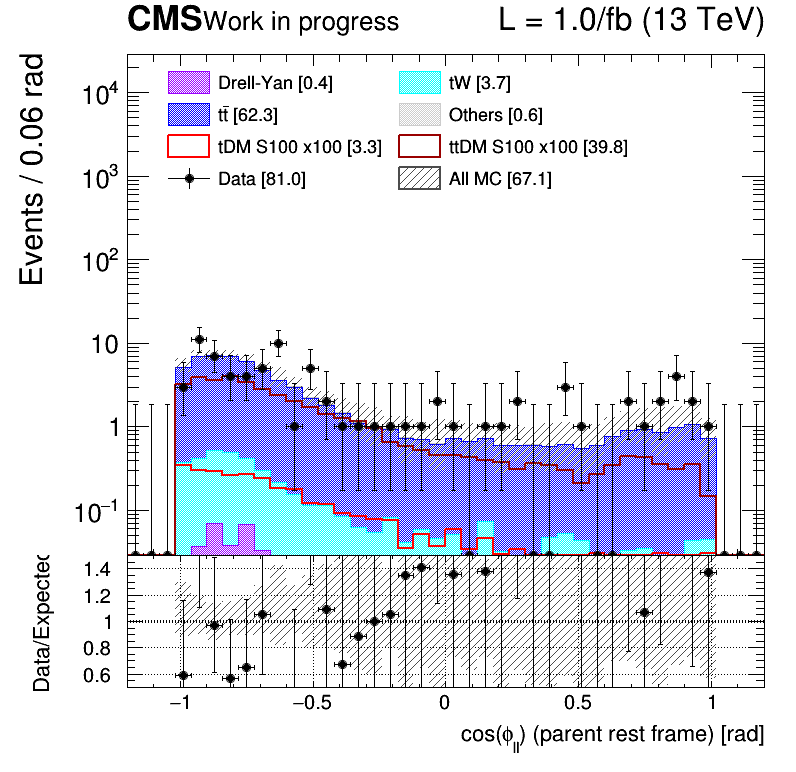 CMS Work in progress L = 1.0/fb (13 TeV)
Events / 0.06 rad
Drell-Yan [0.4] tW [3.7]
tt̄ [62.3] Others [0.6]
tDM S100 x100 [3.3] ttDM S100 x100 [39.8]
Data [81.0] All MC [67.1]
10⁴
10³
10²
10
1
10⁻¹
Data/Expected
1.4
1.2
1
0.8
0.6
−1 −0.5 0 0.5 1
cos(ϕ_ll) (parent rest frame) [rad]